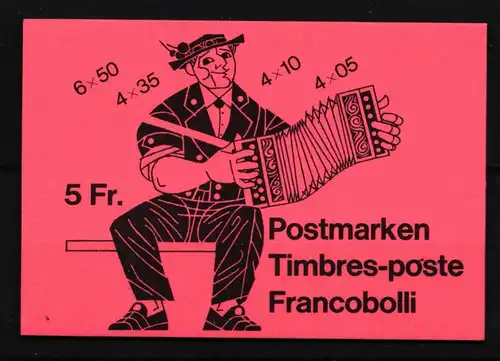 6×50
4×35
4×10
4×05
5 Fr.
Postmarken
Timbres-poste
Francobolli